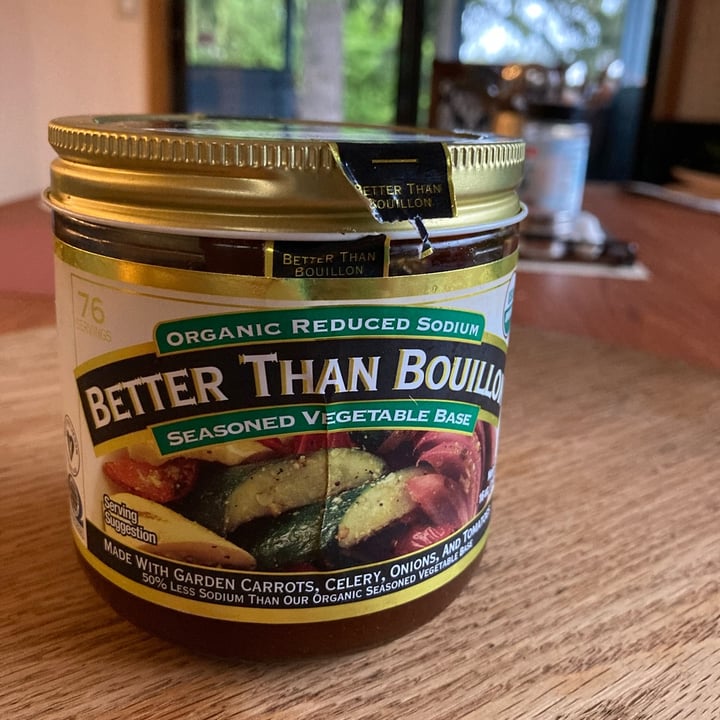 BETTER THAN
BOUILLON
BETTER THAN
BOUILLON
76
SERVINGS
ORGANIC REDUCED SODIUM
BETTER THAN BOUILLON
SEASONED VEGETABLE BASE
Serving
Suggestion
MADE WITH GARDEN CARROTS, CELERY, ONIONS, AND TOMATOES
50% LESS SODIUM THAN OUR ORGANIC SEASONED VEGETABLE BASE